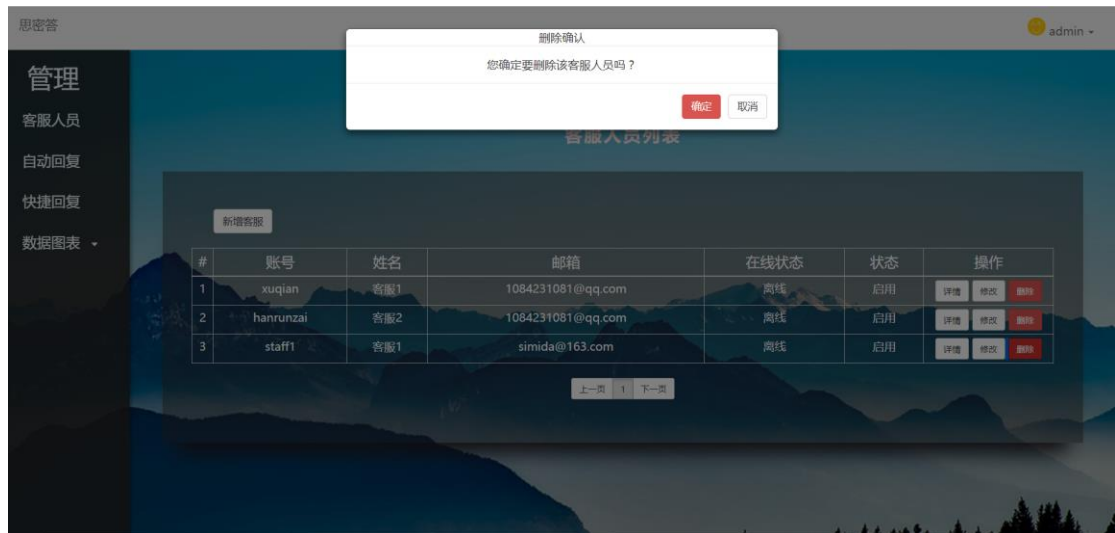 思密答
admin
删除确认
您确定要删除该客服人员吗？
确定 取消
管理
客服人员
自动回复
快捷回复
数据图表
客服人员列表
新增客服
# 账号 姓名 邮箱 在线状态 状态 操作
1 xuqian 客服1 1084231081@qq.com 离线 启用 详情 修改 删除
2 hanrunzai 客服2 1084231081@qq.com 离线 启用 详情 修改 删除
3 staff1 客服1 simida@163.com 离线 启用 详情 修改 删除
上一页 1 下一页